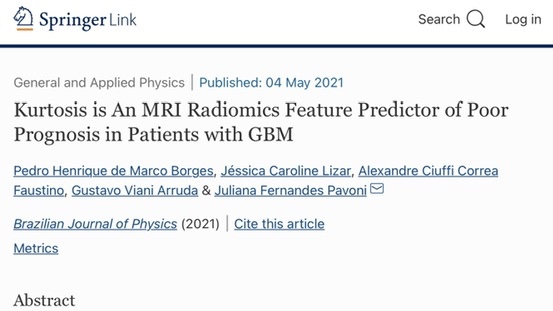 Springer Link
Search
Log in
General and Applied Physics | Published: 04 May 2021
Kurtosis is An MRI Radiomics Feature Predictor of Poor
Prognosis in Patients with GBM
Pedro Henrique de Marco Borges, Jéssica Caroline Lizar, Alexandre Ciuffi Correa
Faustino, Gustavo Viani Arruda & Juliana Fernandes Pavoni
Brazilian Journal of Physics (2021) | Cite this article
Metrics
Abstract